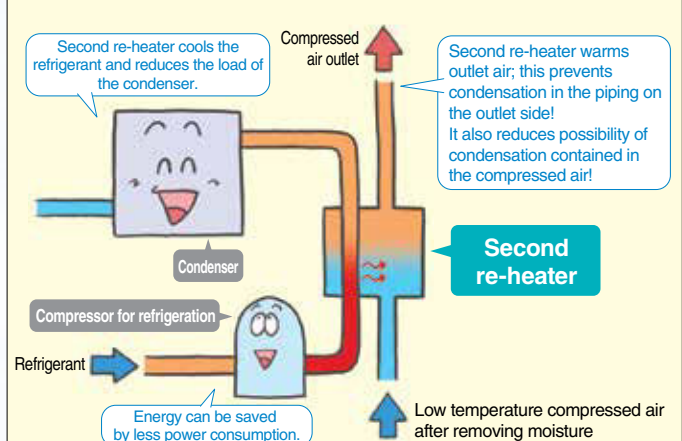 Second re-heater cools the
refrigerant and reduces the load of
the condenser.
Compressed
air outlet
Second re-heater warms
outlet air; this prevents
condensation in the piping on
the outlet side!
It also reduces possibility of
condensation contained in
the compressed air!
Condenser
Second
re-heater
Compressor for refrigeration
Refrigerant
Energy can be saved
by less power consumption.
Low temperature compressed air
after removing moisture